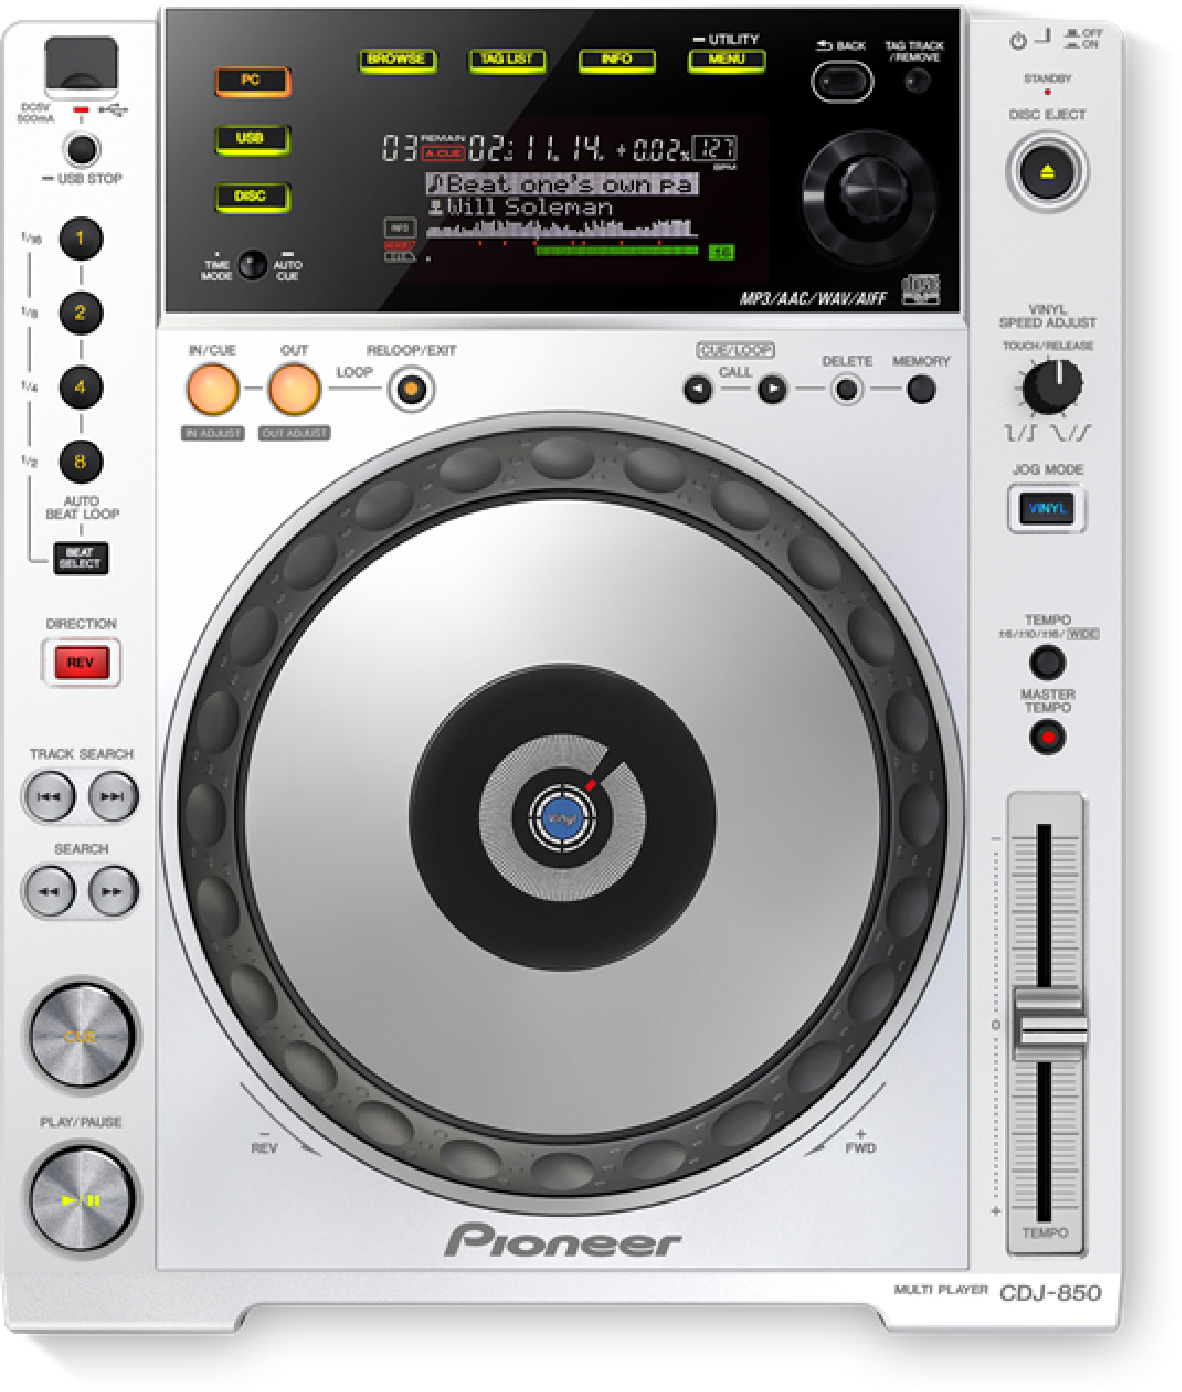 DC5V
500mA
USB STOP
1/16
1
1/8
2
1/4
4
1/2
8
AUTO
BEAT LOOP
BEAT
SELECT
DIRECTION
REV
TRACK SEARCH
SEARCH
CUE
PLAY/PAUSE
PC
USB
DISC
TIME
MODE
AUTO
CUE
BROWSE
TAG LIST
INFO
UTILITY
MENU
BACK
TAG TRACK
/REMOVE
03 REMAIN A.CUE 02: 11. 14. +0.02% 127
BPM
Beat one's own pa
Will Soleman
INFO
±6
MP3/AAC/WAV/AIFF
IN/CUE
OUT
RELOOP/EXIT
LOOP
IN ADJUST
OUT ADJUST
CUE/LOOP
CALL
DELETE
MEMORY
Vinyl
−
REV
+
FWD
Pioneer
OFF
ON
STANDBY
DISC EJECT
VINYL
SPEED ADJUST
TOUCH/RELEASE
JOG MODE
VINYL
TEMPO
±6/±10/±16/WIDE
MASTER
TEMPO
−
0
+
TEMPO
MULTI PLAYER CDJ-850